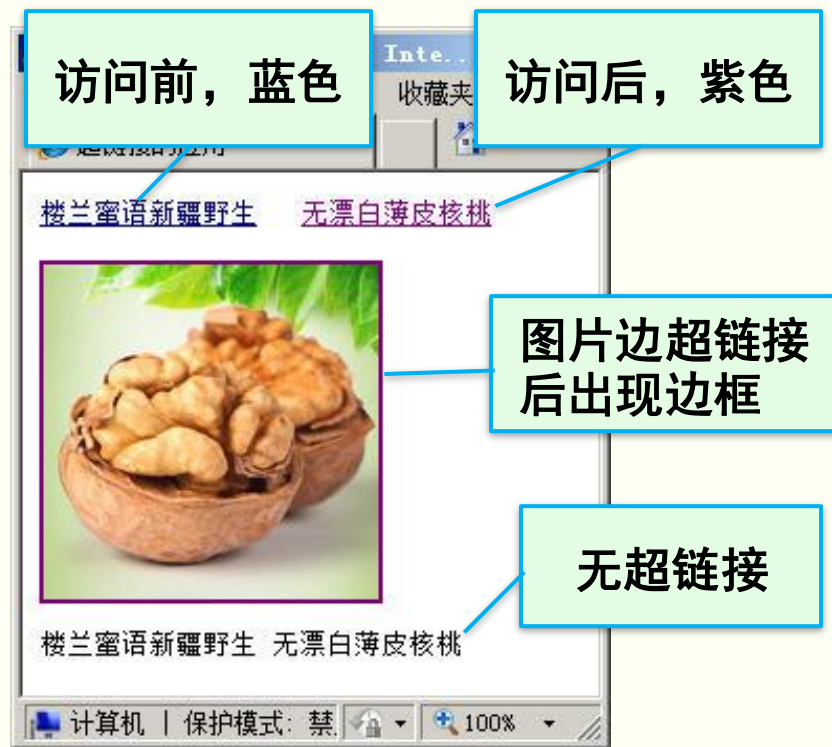 访问前，蓝色
Inte..
访问后，紫色
收藏夹
楼兰蜜语新疆野生 无漂白薄皮核桃
图片边超链接
后出现边框
无超链接
楼兰蜜语新疆野生 无漂白薄皮核桃
计算机 | 保护模式: 禁 100%